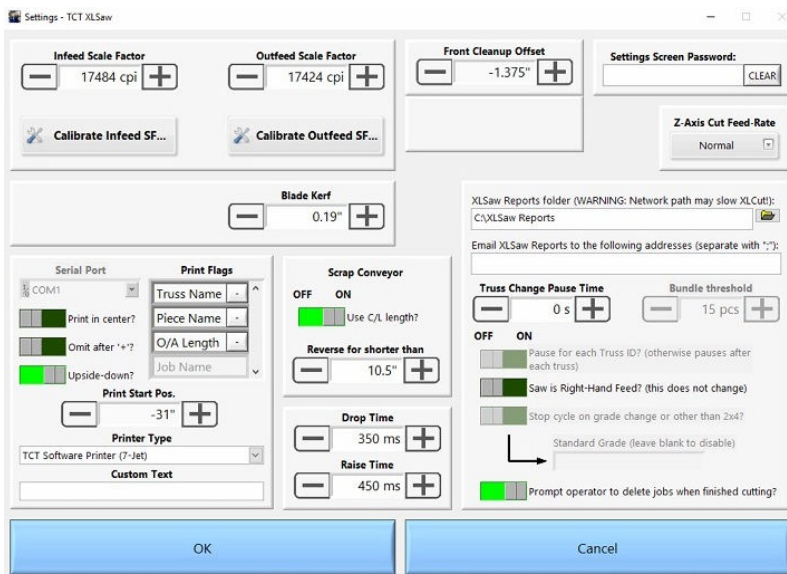 Settings - TCT XLSaw
Infeed Scale Factor
17484 cpi
Outfeed Scale Factor
17424 cpi
Calibrate Infeed SF...
Calibrate Outfeed SF...
Front Cleanup Offset
-1.375"
Settings Screen Password:
CLEAR
Z-Axis Cut Feed-Rate
Normal
Blade Kerf
0.19"
XLSaw Reports folder (WARNING: Network path may slow XLCut!):
C:\XLSaw Reports
Email XLSaw Reports to the following addresses (separate with ";"):
Serial Port
COM1
Print in center?
Omit after '+'?
Upside-down?
Print Flags
Truss Name -
Piece Name -
O/A Length -
Job Name
Print Start Pos.
-31"
Printer Type
TCT Software Printer (7-Jet)
Custom Text
Scrap Conveyor
OFF ON
Use C/L length?
Reverse for shorter than
10.5"
Drop Time
350 ms
Raise Time
450 ms
Truss Change Pause Time
0 s
Bundle threshold
15 pcs
OFF ON
Pause for each Truss ID? (otherwise pauses after
each truss)
Saw is Right-Hand Feed? (this does not change)
Stop cycle on grade change or other than 2x4?
Standard Grade (leave blank to disable)
Prompt operator to delete jobs when finished cutting?
OK
Cancel